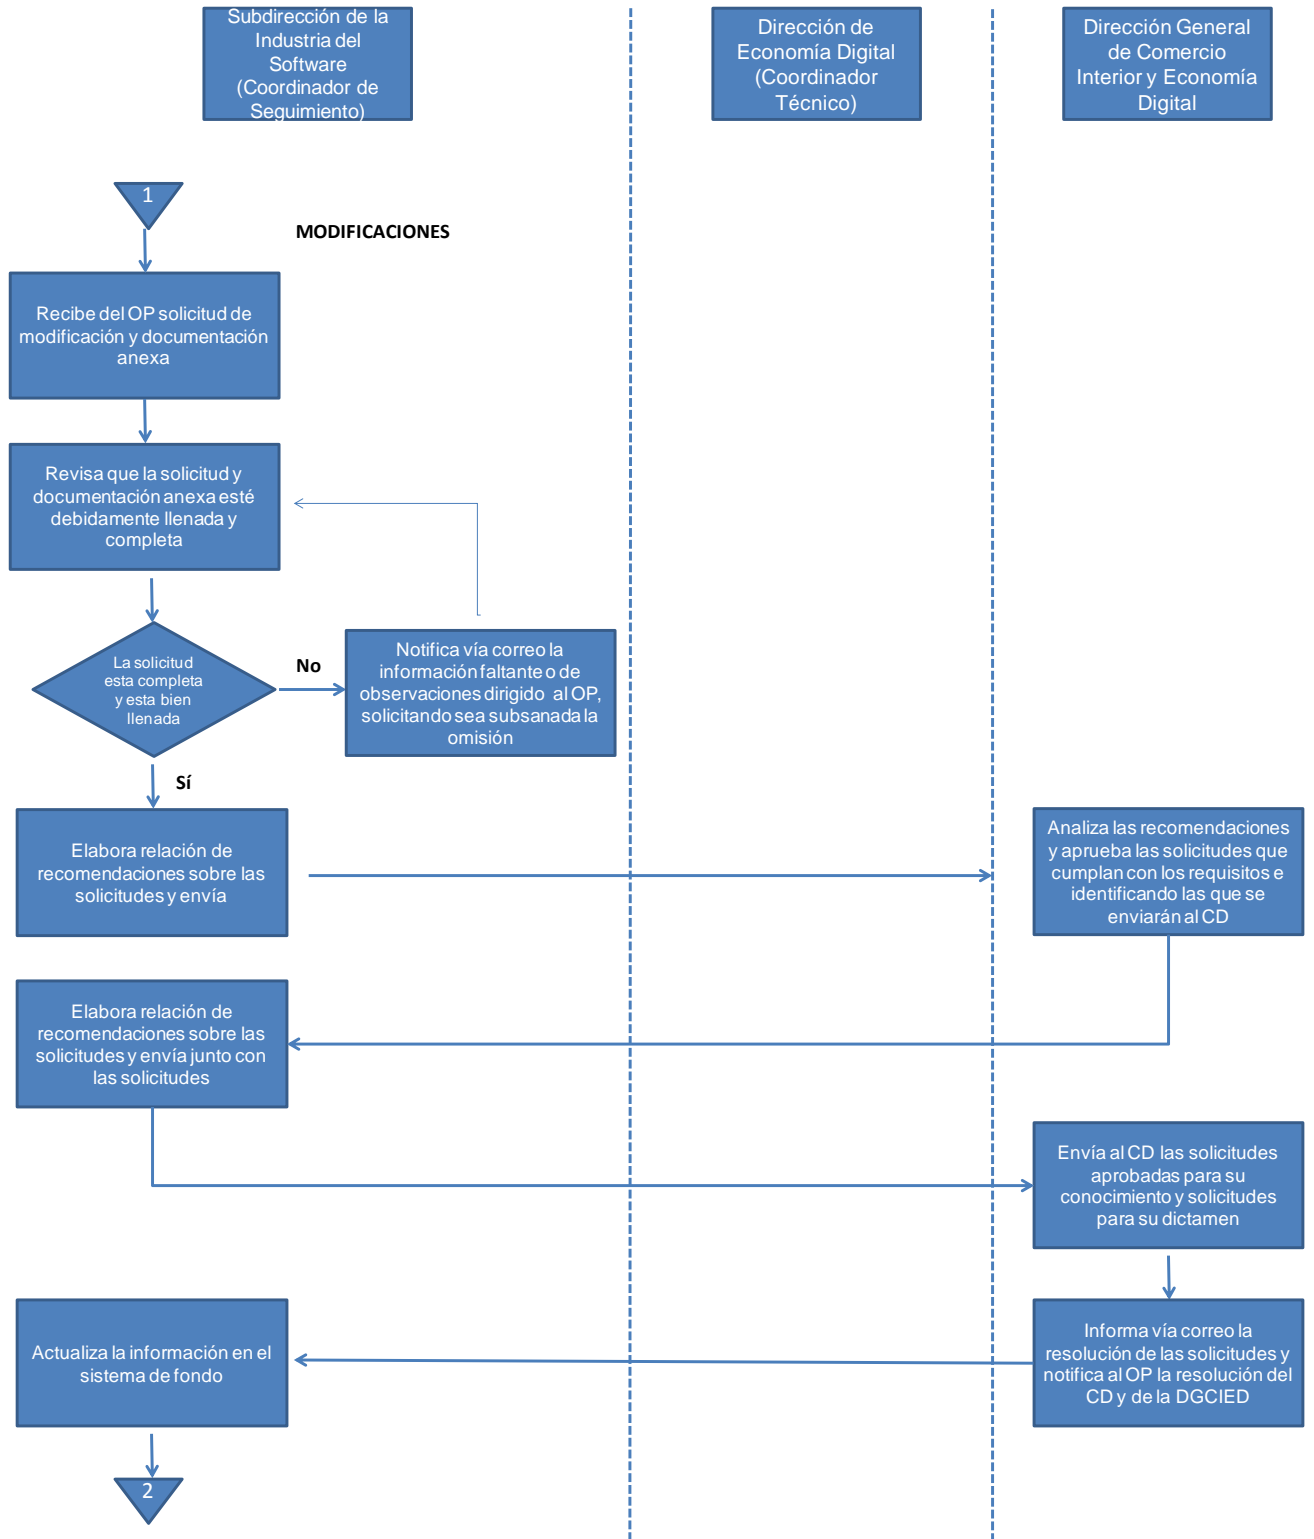 Subdirección de la
Industria del
Software
(Coordinador de
Seguimiento)
Dirección de
Economía Digital
(Coordinador
Técnico)
Dirección General
de Comercio
Interior y Economía
Digital
1
MODIFICACIONES
Recibe del OP solicitud de
modificación y documentación
anexa
Revisa que la solicitud y
documentación anexa esté
debidamente llenada y
completa
La solicitud
esta completa
y esta bien
llenada
No
Notifica vía correo la
información faltante o de
observaciones dirigido al OP,
solicitando sea subsanada la
omisión
Sí
Elabora relación de
recomendaciones sobre las
solicitudes y envía
Analiza las recomendaciones
y aprueba las solicitudes que
cumplan con los requisitos e
identificando las que se
enviarán al CD
Elabora relación de
recomendaciones sobre las
solicitudes y envía junto con
las solicitudes
Envía al CD las solicitudes
aprobadas para su
conocimiento y solicitudes
para su dictamen
Actualiza la información en el
sistema de fondo
Informa vía correo la
resolución de las solicitudes y
notifica al OP la resolución del
CD y de la DGCIED
2